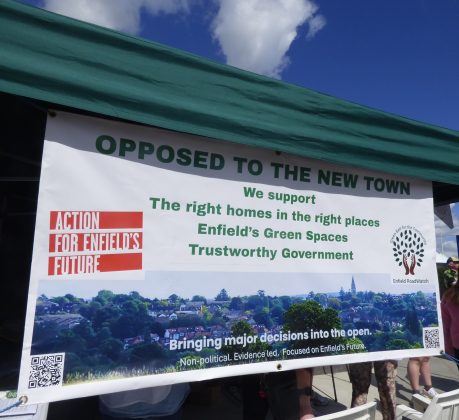 OPPOSED TO THE NEW TOWN
We support
The right homes in the right places
Enfield's Green Spaces
Trustworthy Government
ACTION
FOR ENFIELD'S
FUTURE
Enfield RoadWatch
Bringing major decisions into the open.
Non-political. Evidence led. Focused on Enfield's Future.